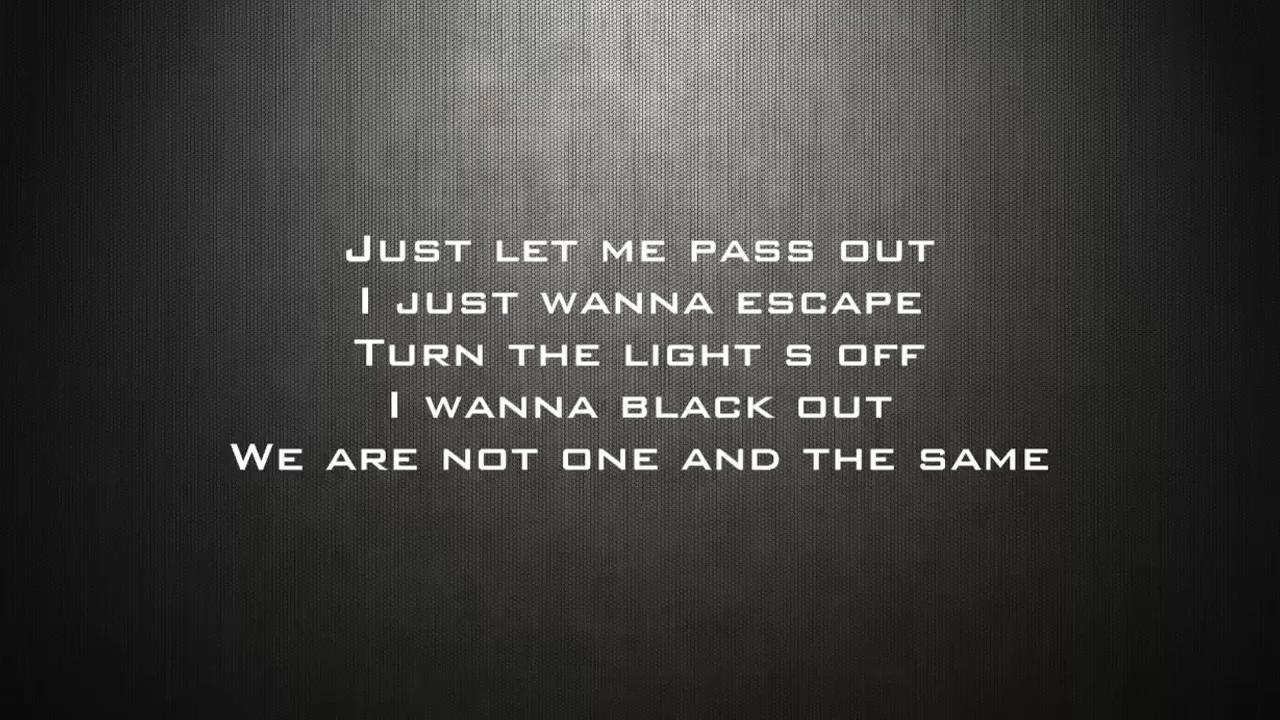 Just let me pass out
I just wanna escape
Turn the light s off
I wanna black out
We are not one and the same